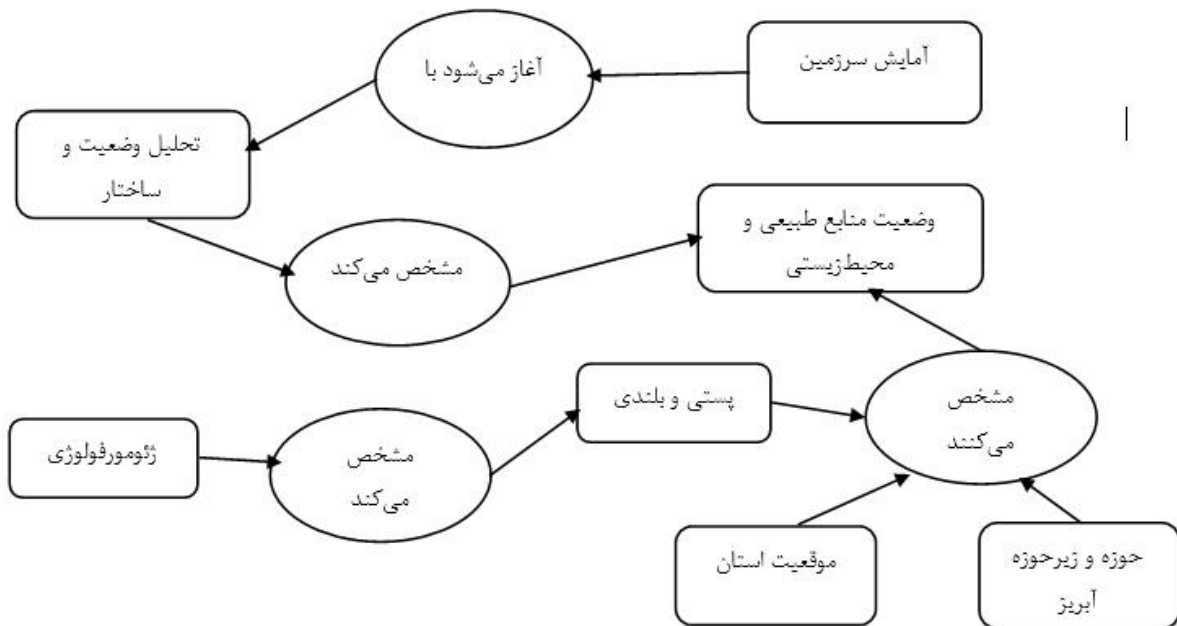 آمایش سرزمین
آغاز می‌شود با
تحلیل وضعیت و
ساختار
مشخص می‌کند
وضعیت منابع طبیعی و
محیط‌زیستی
ژئومورفولوژی
مشخص
می‌کند
پستی و بلندی
مشخص
می‌کنند
موقعیت استان
حوزه و زیرحوزه
آبریز